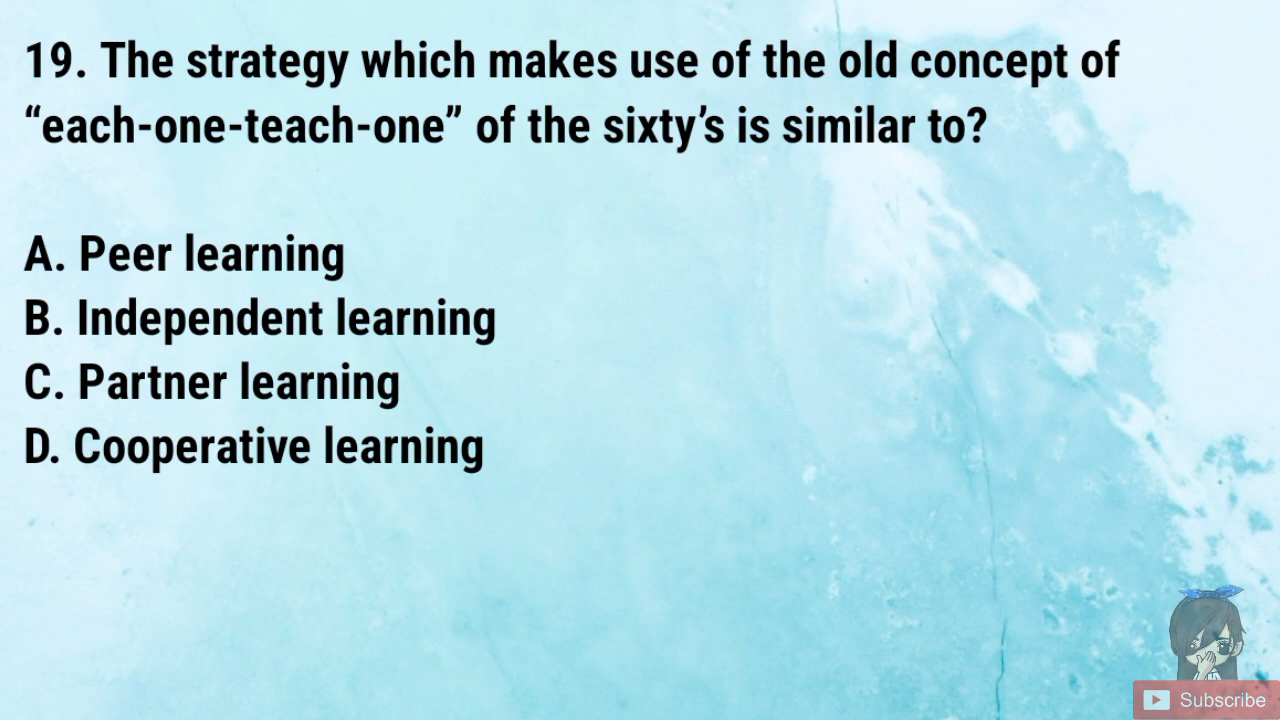 19. The strategy which makes use of the old concept of
“each-one-teach-one” of the sixty’s is similar to?
A. Peer learning
B. Independent learning
C. Partner learning
D. Cooperative learning
Subscribe